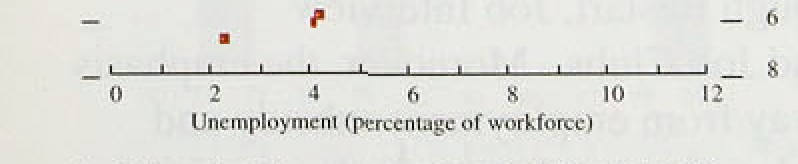 6
8
0 2 4 6 8 10 12
Unemployment (percentage of workforce)